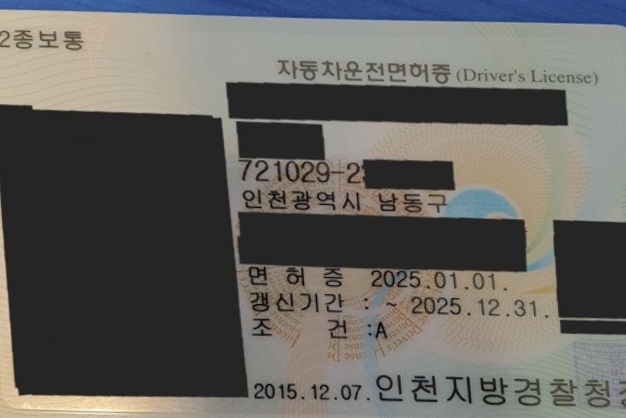 2종보통
자동차운전면허증 (Driver's License)
721029-2
인천광역시 남동구
면 허 증 2025.01.01.
갱신기간 : ~ 2025.12.31.
조 건 :A
2015.12.07. 인천지방경찰청